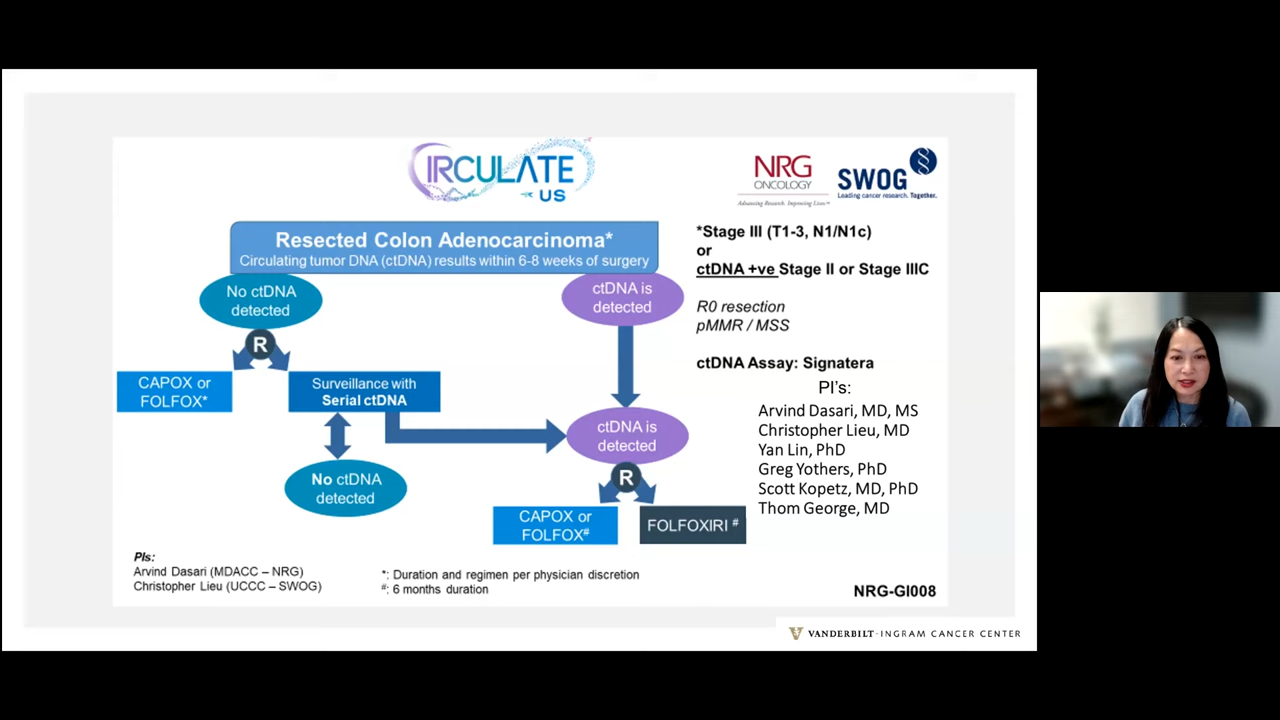 CIRCULATE
US
NRG
ONCOLOGY
Advancing Research. Improving Lives™
SWOG
Leading cancer research. Together.
Resected Colon Adenocarcinoma*
Circulating tumor DNA (ctDNA) results within 6-8 weeks of surgery
No ctDNA
detected
ctDNA is
detected
R
CAPOX or
FOLFOX*
Surveillance with
Serial ctDNA
No ctDNA
detected
ctDNA is
detected
R
CAPOX or
FOLFOX#
FOLFOXIRI #
*Stage III (T1-3, N1/N1c)
or
ctDNA +ve Stage II or Stage IIIC
R0 resection
pMMR / MSS
ctDNA Assay: Signatera
PI's:
Arvind Dasari, MD, MS
Christopher Lieu, MD
Yan Lin, PhD
Greg Yothers, PhD
Scott Kopetz, MD, PhD
Thom George, MD
PIs:
Arvind Dasari (MDACC – NRG)
Christopher Lieu (UCCC – SWOG)
*: Duration and regimen per physician discretion
#: 6 months duration
NRG-GI008
VANDERBILT-INGRAM CANCER CENTER